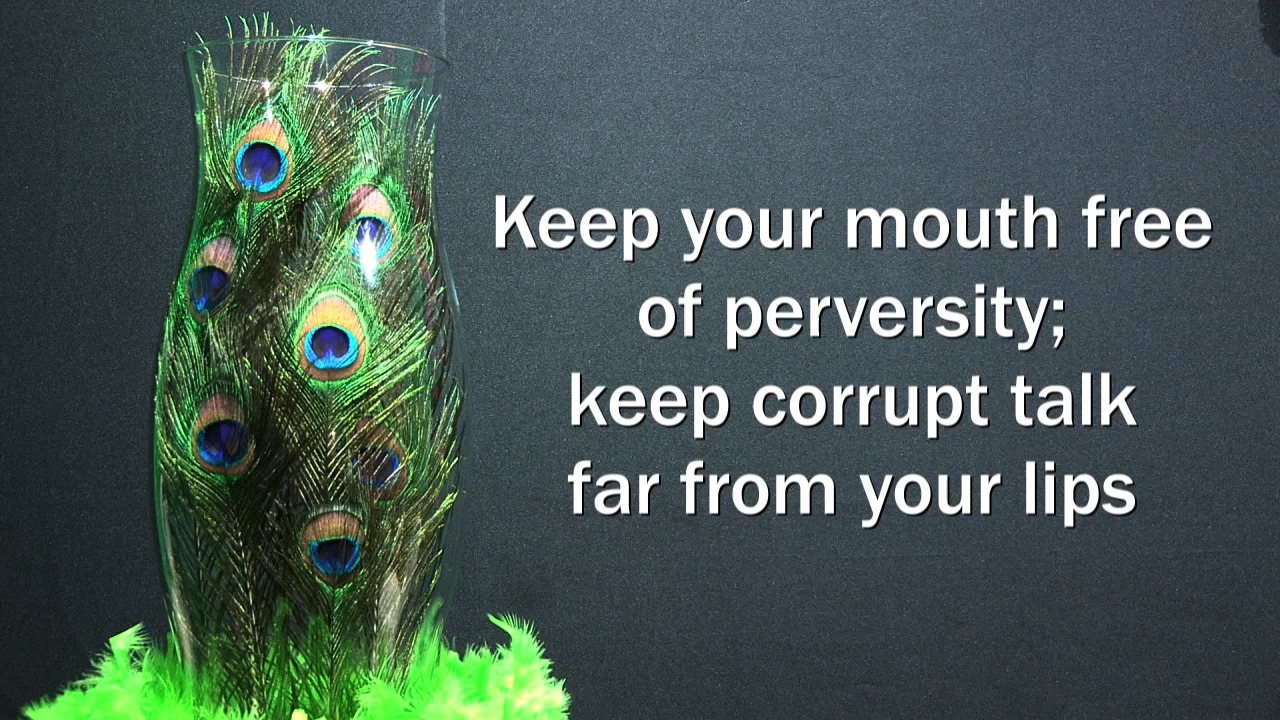 Keep your mouth free
of perversity;
keep corrupt talk
far from your lips